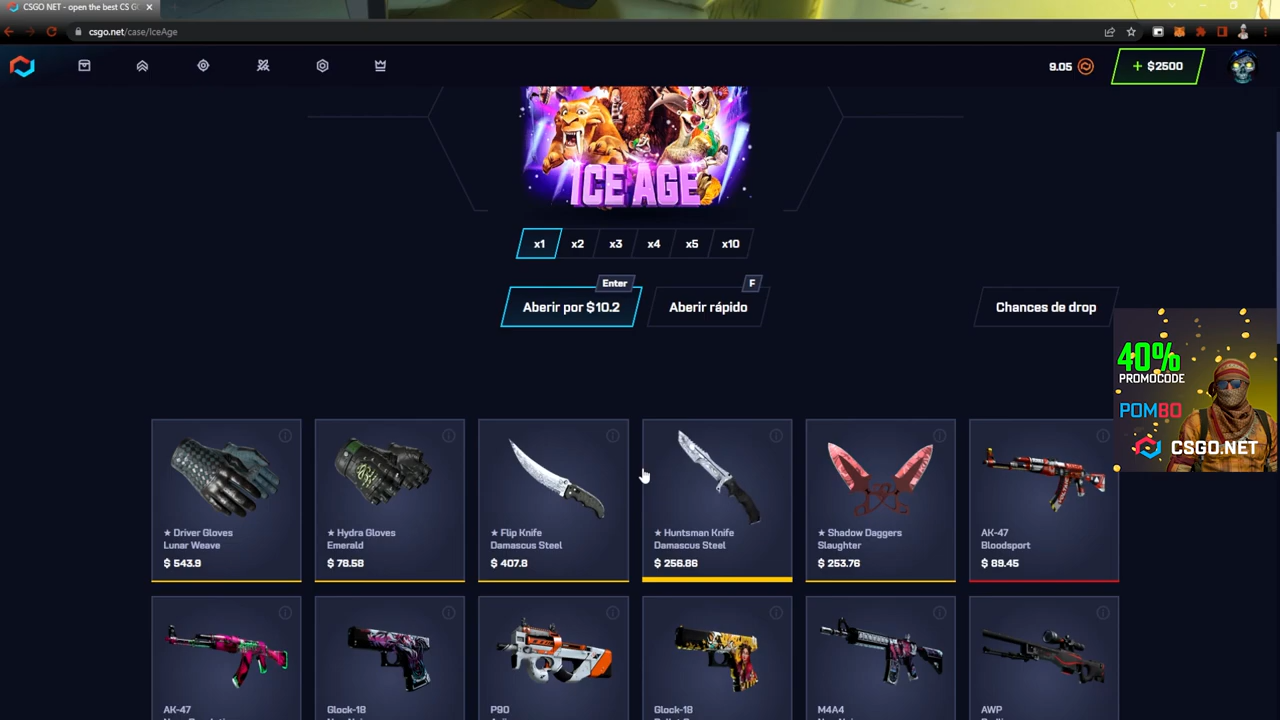 CSGO NET - open the best CS G
csgo.net/case/IceAge
9.05
+ $2500
ICE AGE
x1 x2 x3 x4 x5 x10
Enter F
Aberir por $10.2 Aberir rápido Chances de drop
40%
PROMOCODE
POMBO
CSGO.NET
★ Driver Gloves
Lunar Weave
$ 543.9
★ Hydra Gloves
Emerald
$ 78.58
★ Flip Knife
Damascus Steel
$ 407.8
★ Huntsman Knife
Damascus Steel
$ 256.86
★ Shadow Daggers
Slaughter
$ 253.76
AK-47
Bloodsport
$ 89.45
AK-47
Glock-18
P90
Glock-18
M4A4
AWP